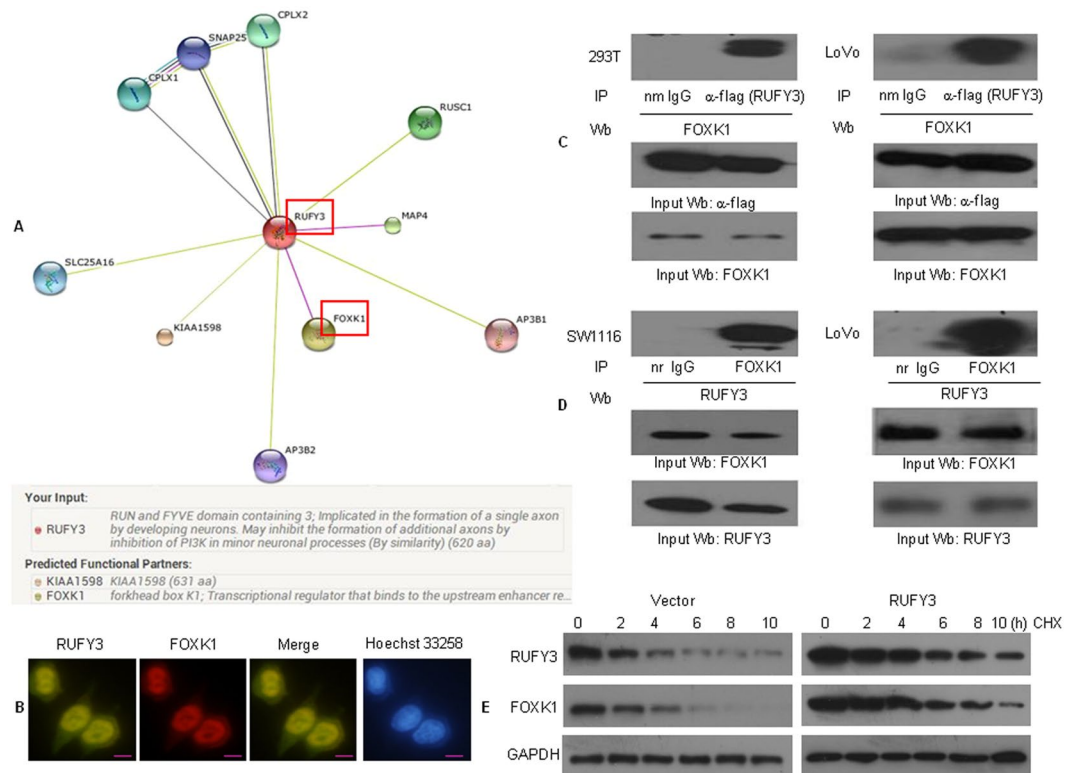 A
CPLX2
SNAP25
CPLX1
RUSC1
RUFY3
MAP4
SLC25A16
KIAA1598
FOXK1
AP3B1
AP3B2
Your Input:
RUFY3
RUN and FYVE domain containing 3; Implicated in the formation of a single axon
by developing neurons. May inhibit the formation of additional axons by
inhibition of PI3K in minor neuronal processes (By similarity) (620 aa)
Predicted Functional Partners:
KIAA1598 KIAA1598 (631 aa)
FOXK1 forkhead box K1; Transcriptional regulator that binds to the upstream enhancer re...
B
RUFY3 FOXK1 Merge Hoechst 33258
C
293T
IP nm IgG α-flag (RUFY3)
Wb FOXK1
Input Wb: α-flag
Input Wb: FOXK1
LoVo
IP nm IgG α-flag (RUFY3)
Wb FOXK1
Input Wb: α-flag
Input Wb: FOXK1
D
SW1116
IP nr IgG FOXK1
Wb RUFY3
Input Wb: FOXK1
Input Wb: RUFY3
LoVo
nr IgG FOXK1
RUFY3
Input Wb: FOXK1
Input Wb: RUFY3
E
Vector RUFY3
0 2 4 6 8 10 0 2 4 6 8 10 (h) CHX
RUFY3
FOXK1
GAPDH